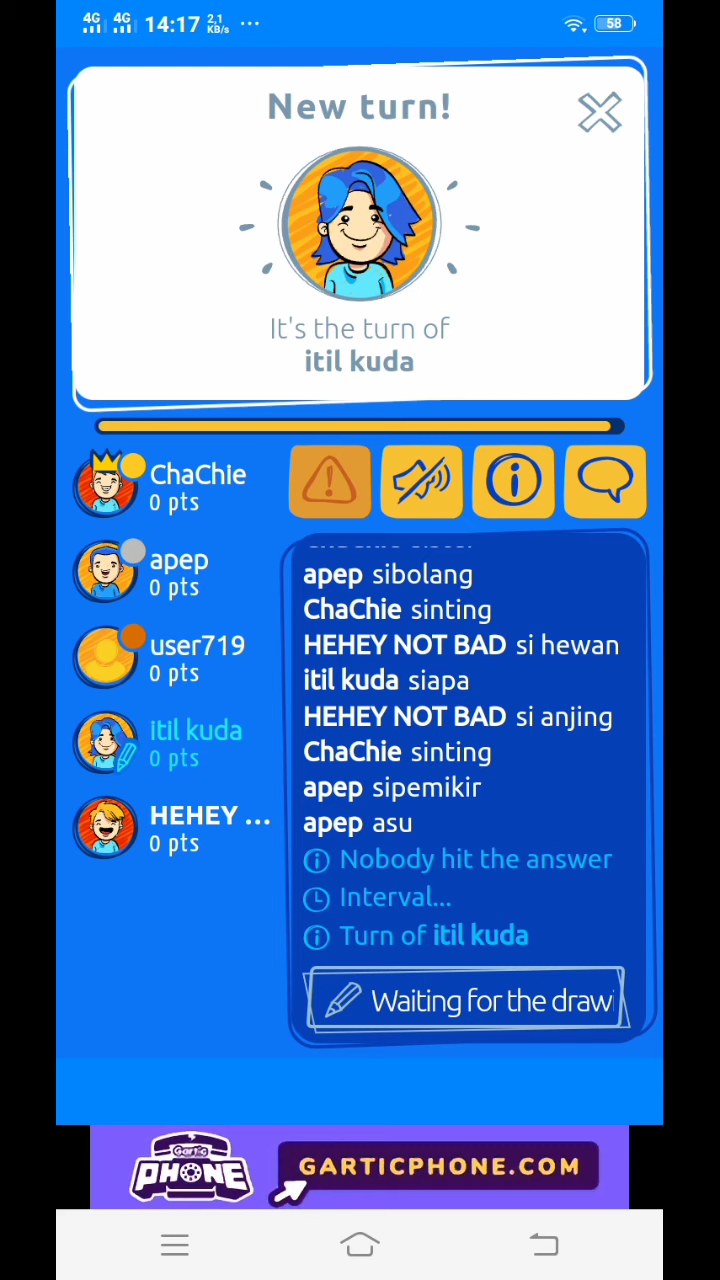 4G 4G 14:17 2,1 KB/s ... 58
New turn!
It's the turn of
itil kuda
ChaChie
0 pts
apep
0 pts
user719
0 pts
itil kuda
0 pts
HEHEY ...
0 pts
apep sibolang
ChaChie sinting
HEHEY NOT BAD si hewan
itil kuda siapa
HEHEY NOT BAD si anjing
ChaChie sinting
apep sipemikir
apep asu
Nobody hit the answer
Interval...
Turn of itil kuda
Waiting for the drawi
Gartic
PHONE
GARTICPHONE.COM